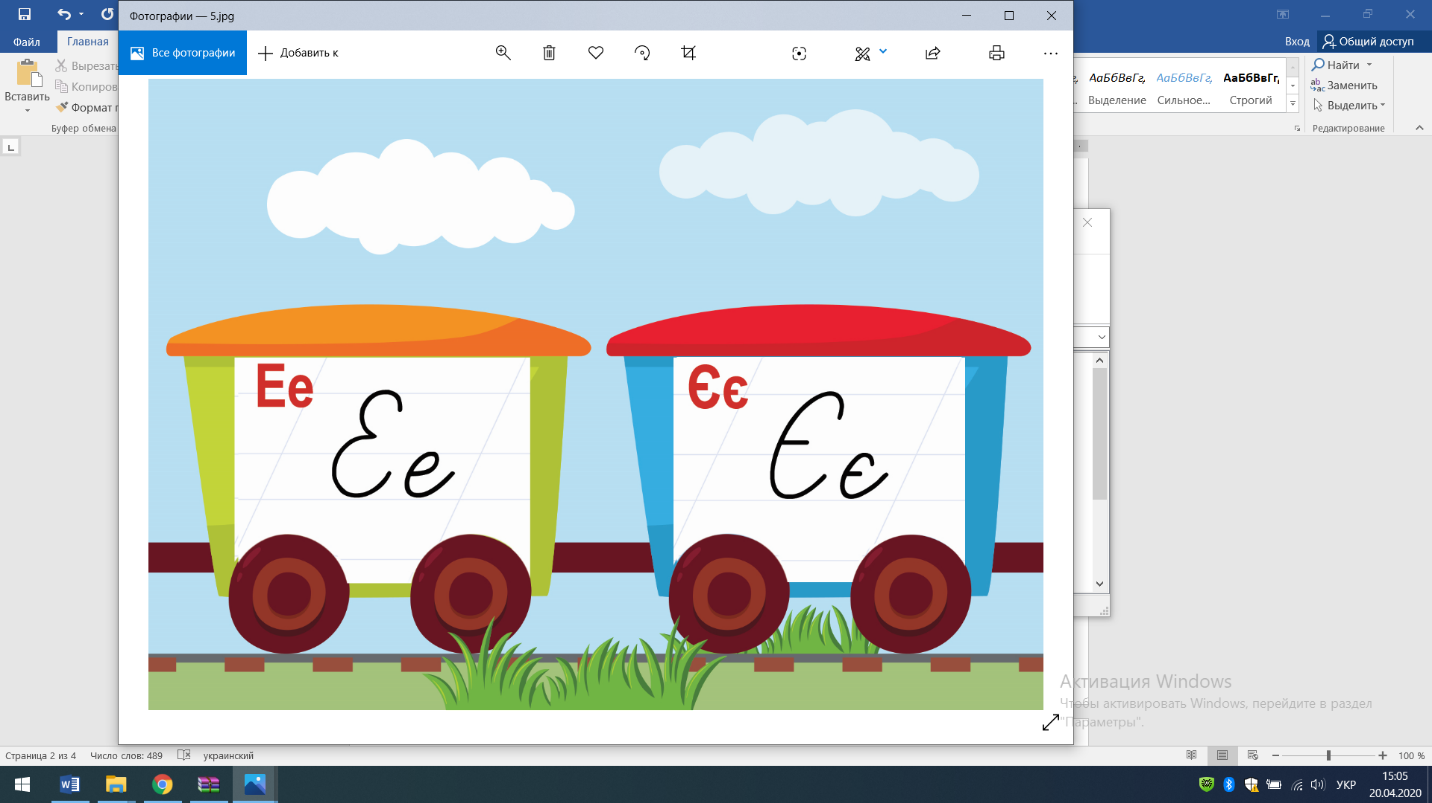 Фотографии — 5.jpg
Файл
Главная
Вход
Общий доступ
Все фотографии
Добавить к
Вставить
Вырезать
Копиров
Формат п
Буфер обмена
АаБбВвГг,
АаБбВвГг,
АаБбВвГг,
Выделение
Сильное...
Строгий
Найти
Заменить
Выделить
Редактирование
Ее
Ее
Єє
Єє
Активация Windows
Чтобы активировать Windows, перейдите в раздел
"Параметры".
Страница 2 из 4
Число слов: 489
украинский
100 %
УКР
15:05
20.04.2020